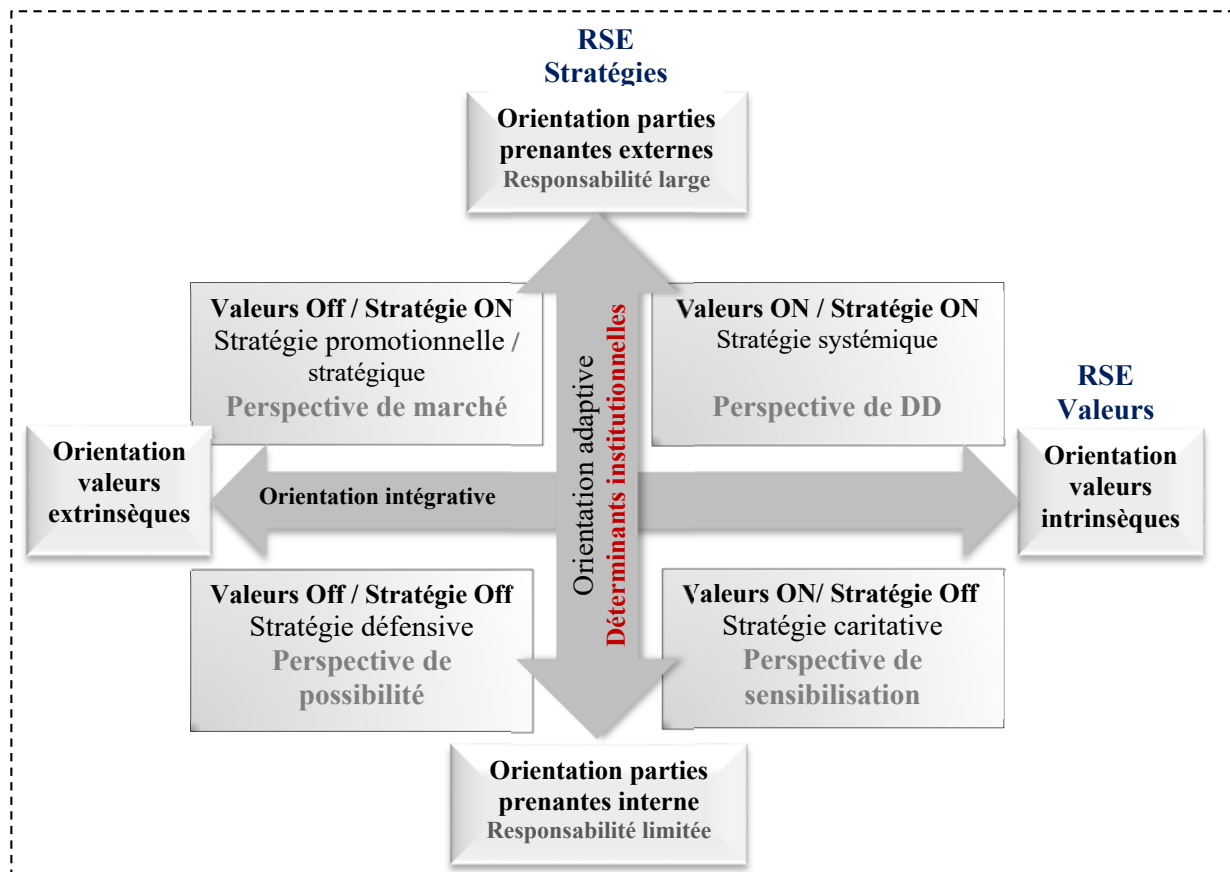 RSE
Stratégies
Orientation parties
prenantes externes
Responsabilité large
Valeurs Off / Stratégie ON
Stratégie promotionnelle /
stratégique
Perspective de marché
Valeurs ON / Stratégie ON
Stratégie systémique
Perspective de DD
RSE
Valeurs
Orientation
valeurs
extrinsèques
Orientation intégrative
Orientation adaptive
Déterminants institutionnelles
Orientation
valeurs
intrinsèques
Valeurs Off / Stratégie Off
Stratégie défensive
Perspective de
possibilité
Valeurs ON/ Stratégie Off
Stratégie caritative
Perspective de
sensibilisation
Orientation parties
prenantes interne
Responsabilité limitée